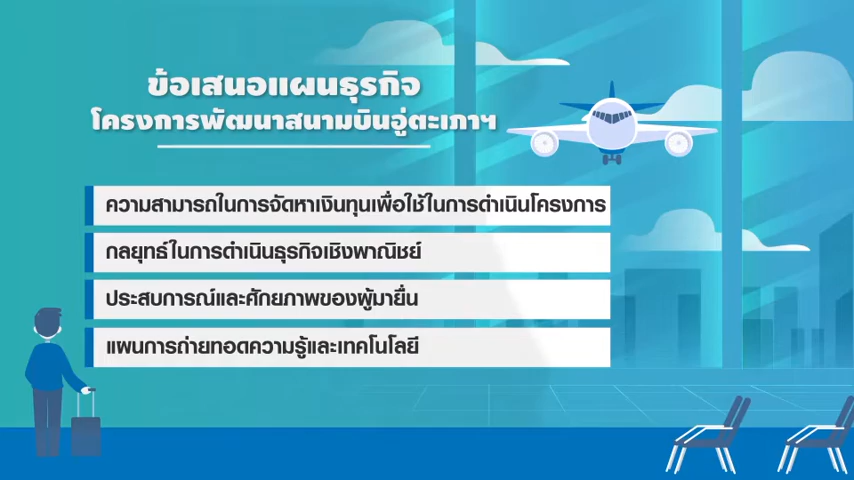 ข้อเสนอแผนธุรกิจ
โครงการพัฒนาสนามบินอู่ตะเภาฯ
ความสามารถในการจัดหาเงินทุนเพื่อใช้ในการดำเนินโครงการ
กลยุทธ์ในการดำเนินธุรกิจเชิงพาณิชย์
ประสบการณ์และศักยภาพของผู้มายื่น
แผนการถ่ายทอดความรู้และเทคโนโลยี